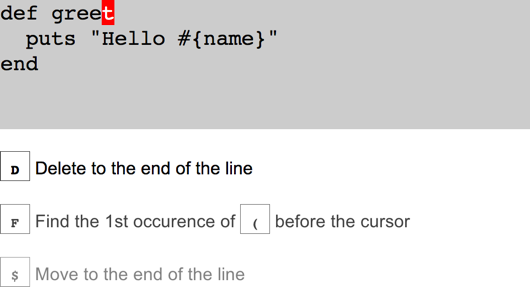 def greet
  puts "Hello #{name}"
end
D Delete to the end of the line
F Find the 1st occurence of ( before the cursor
$ Move to the end of the line